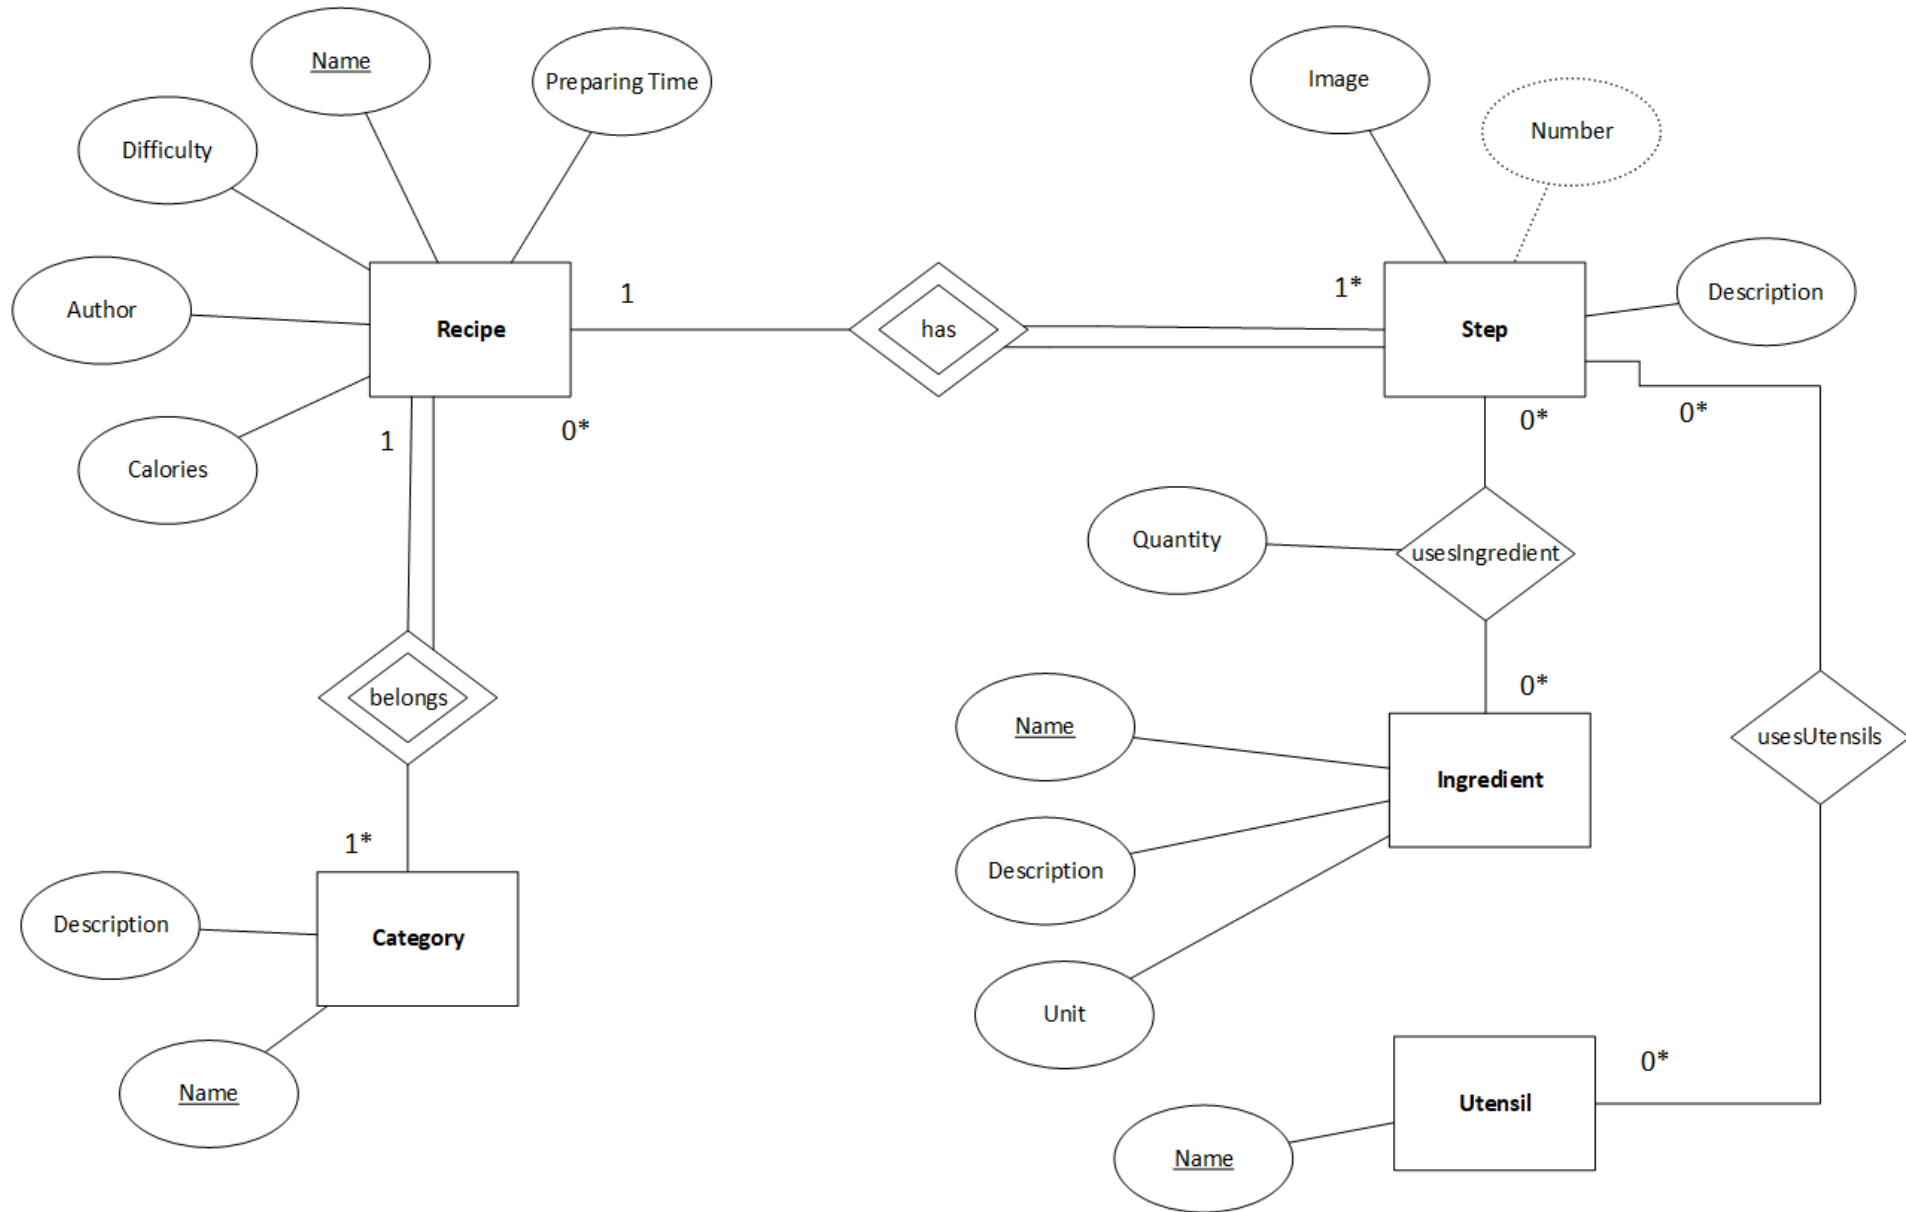 Name
Preparing Time
Image
Number
Difficulty
Author
Recipe
1
has
1*
Step
Description
Calories
1
0*
0*
0*
Quantity
usesIngredient
belongs
0*
Name
usesUtensils
Ingredient
1*
Description
Description
Category
Unit
0*
Name
Utensil
Name